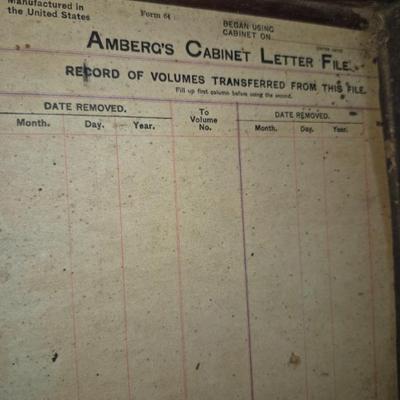 Manufactured in
the United States
Form 64
BEGAN USING
CABINET ON
AMBERG'S CABINET LETTER FILE.
RECORD OF VOLUMES TRANSFERRED FROM THIS FILE.
Fill up first column before using the second.
DATE REMOVED.
To
Volume
No.
DATE REMOVED.
Month. Day. Year.
Month. Day. Year.